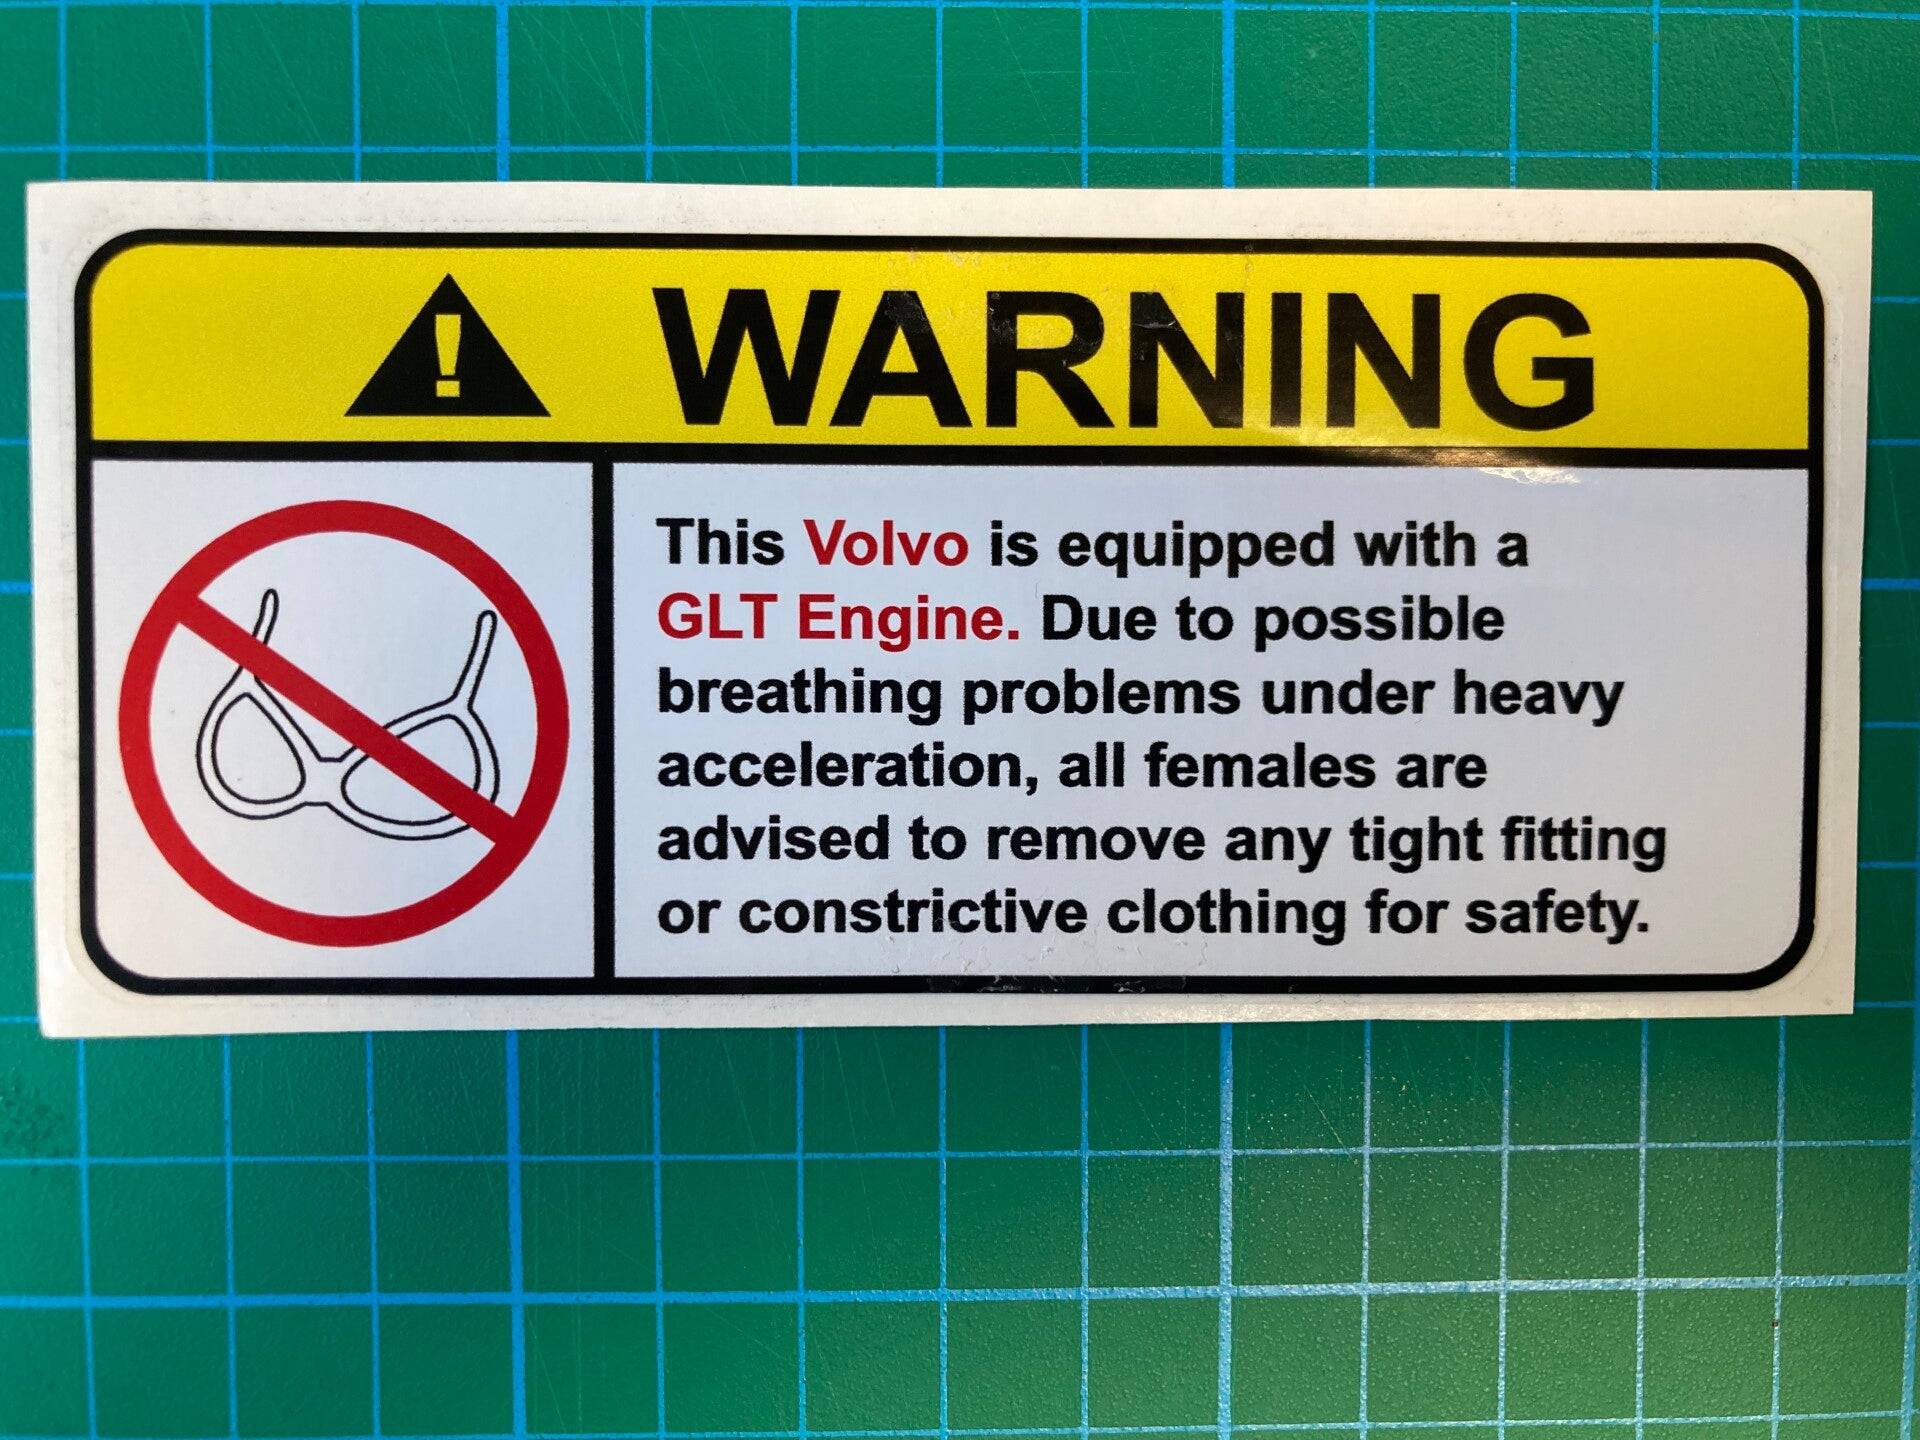 WARNING
This Volvo is equipped with a
GLT Engine. Due to possible
breathing problems under heavy
acceleration, all females are
advised to remove any tight fitting
or constrictive clothing for safety.